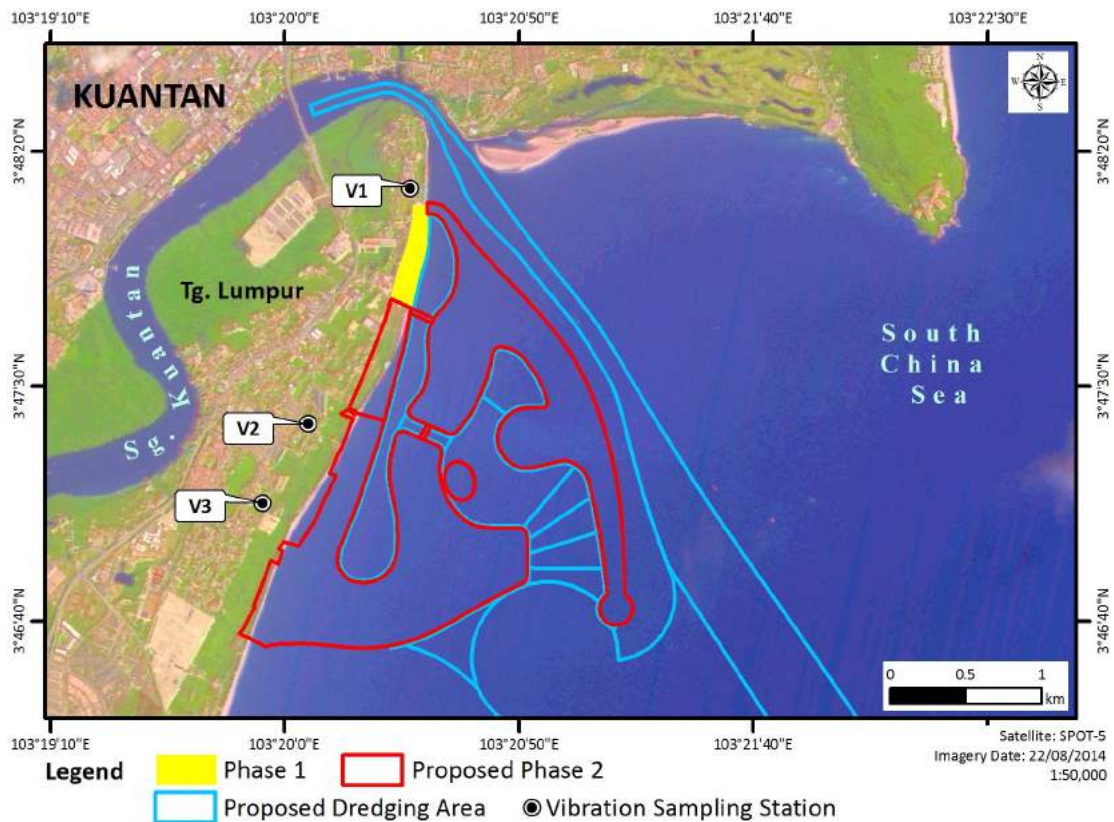 103°19'10"E 103°20'0"E 103°20'50"E 103°21'40"E 103°22'30"E
KUANTAN
N
W E
S
3°48'20"N 3°48'20"N
V1
Tg. Lumpur
Sg. Kuantan
South
China
Sea
3°47'30"N 3°47'30"N
V2
V3
3°46'40"N 3°46'40"N
0 0.5 1
km
103°19'10"E 103°20'0"E 103°20'50"E 103°21'40"E 103°22'30"E
Satellite: SPOT-5
Imagery Date: 22/08/2014
1:50,000
Legend Phase 1 Proposed Phase 2
Proposed Dredging Area Vibration Sampling Station